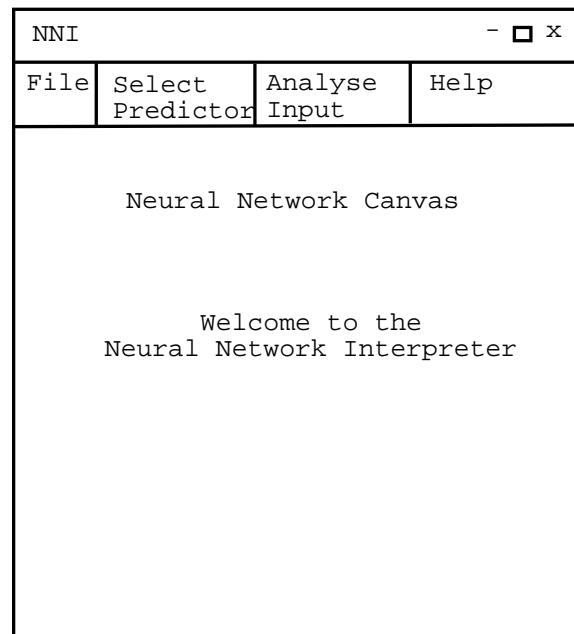 NNI - x
File Select Predictor Analyse Input Help
Neural Network Canvas
Welcome to the
Neural Network Interpreter